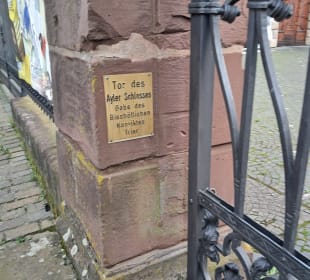 Tor des
Ayler Schlosses
Gabe des
Bischöflichen
Konviktes
Trier